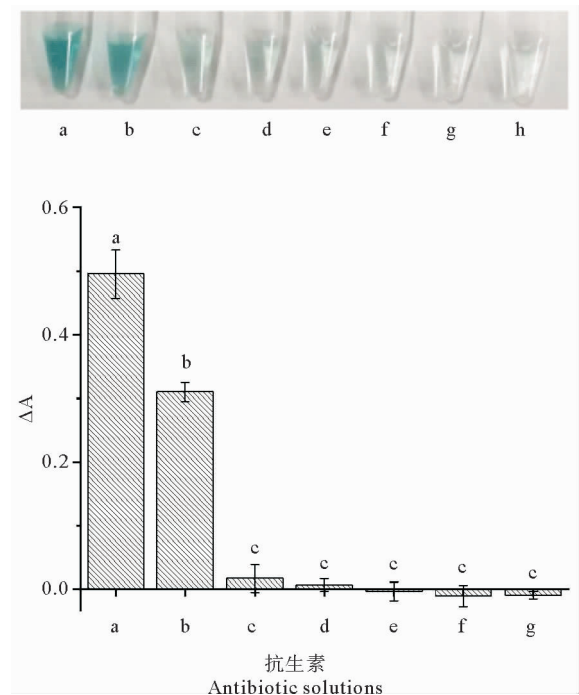 a b c d e f g h
0.6
a
b
0.4
ΔA
0.2
c c c c c
0.0
a b c d e f g
抗生素
Antibiotic solutions